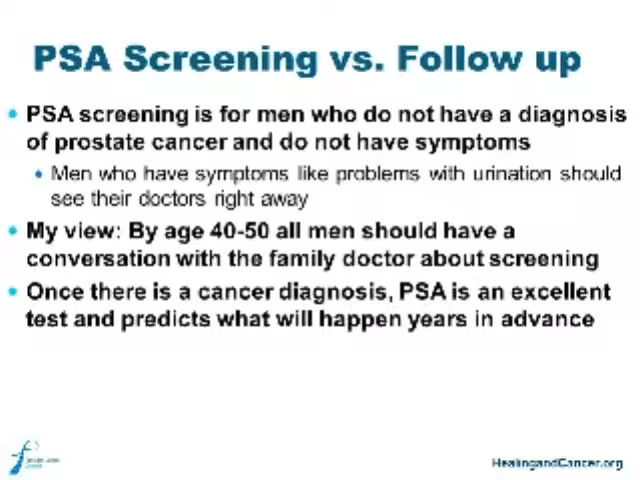 PSA Screening vs. Follow up
• PSA screening is for men who do not have a diagnosis
of prostate cancer and do not have symptoms
• Men who have symptoms like problems with urination should
see their doctors right away
• My view: By age 40-50 all men should have a
conversation with the family doctor about screening
• Once there is a cancer diagnosis, PSA is an excellent
test and predicts what will happen years in advance
HealingandCancer.org